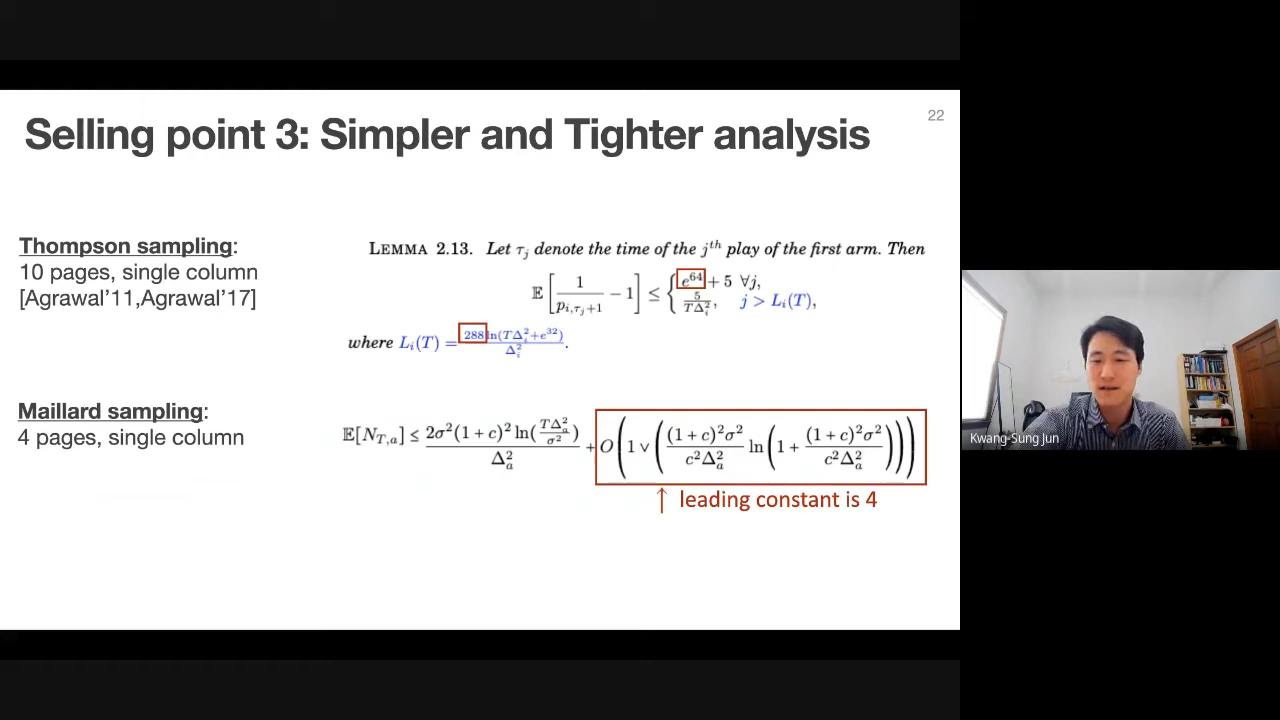 22
Selling point 3: Simpler and Tighter analysis
Thompson sampling:
10 pages, single column
[Agrawal'11,Agrawal'17]
LEMMA 2.13. Let τ_j denote the time of the j^{th} play of the first arm. Then
𝔼[1/p_{i,τ_j+1} − 1] ≤ { e^{64} + 5 ∀j,
5/(TΔ_i^2), j > L_i(T),
where L_i(T) = 288 ln(TΔ_i^2+e^{32})/Δ_i^2.
Maillard sampling:
4 pages, single column
𝔼[N_{T,a}] ≤ 2σ^2(1 + c)^2 ln(TΔ_a^2/σ^2)/Δ_a^2 + O(1 ∨ ((1 + c)^2σ^2/(c^2Δ_a^2) ln(1 + (1 + c)^2σ^2/(c^2Δ_a^2))))
↑ leading constant is 4
Kwang-Sung Jun